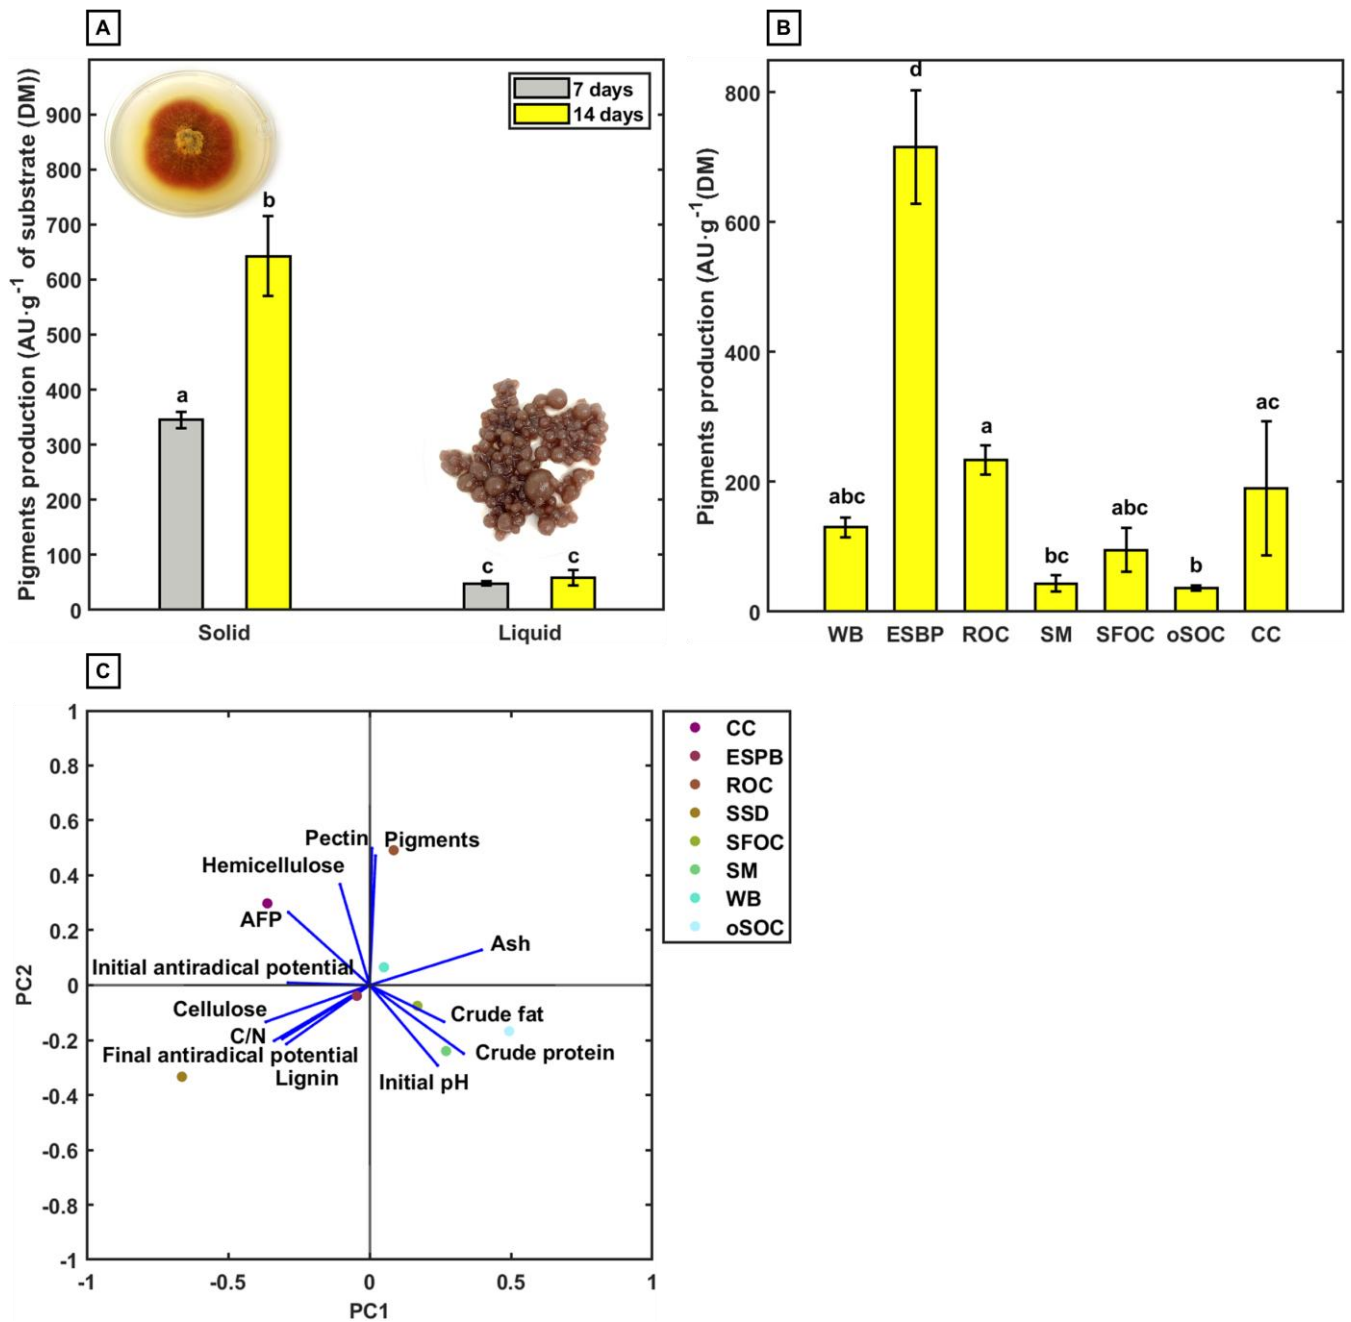 A
Pigments production (AU·g-1 of substrate (DM))
900
800
700
600
500
400
300
200
100
0
7 days
14 days
a
b
c
c
Solid
Liquid
B
Pigments production (AU·g-1(DM)
800
600
400
200
0
abc
d
a
bc
abc
b
ac
WB
ESBP
ROC
SM
SFOC
oSOC
CC
C
PC2
1
0.8
0.6
0.4
0.2
0
-0.2
-0.4
-0.6
-0.8
-1
Pectin
Pigments
Hemicellulose
AFP
Ash
Initial antiradical potential
Cellulose
Crude fat
C/N
Final antiradical potential
Crude protein
Lignin
Initial pH
-1
-0.5
0
0.5
1
PC1
CC
ESPB
ROC
SSD
SFOC
SM
WB
oSOC